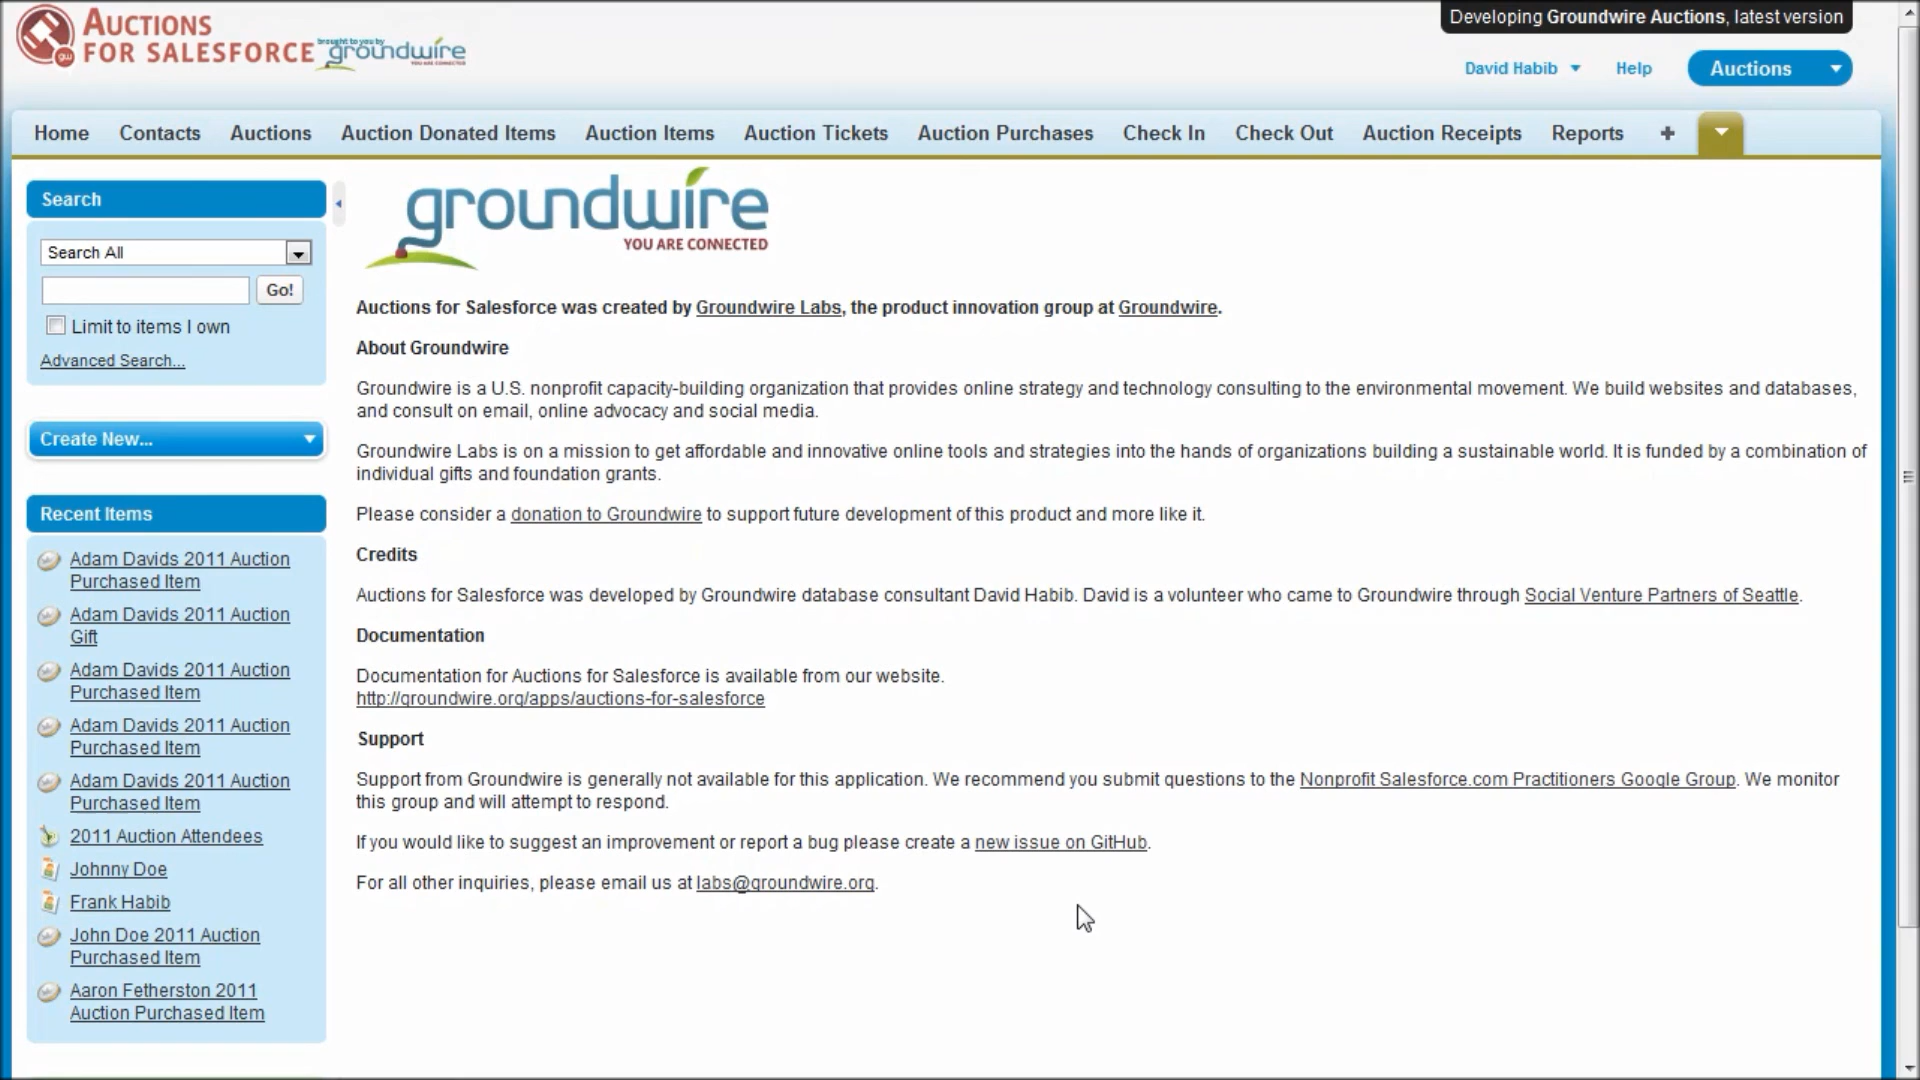 AUCTIONS
FOR SALESFORCE
brought to you by
groundwire
YOU ARE CONNECTED
Developing Groundwire Auctions, latest version
David Habib
Help
Auctions
Home
Contacts
Auctions
Auction Donated Items
Auction Items
Auction Tickets
Auction Purchases
Check In
Check Out
Auction Receipts
Reports
+
Search
Search All
Go!
Limit to items I own
Advanced Search...
Create New...
Recent Items
Adam Davids 2011 Auction
Purchased Item
Adam Davids 2011 Auction
Gift
Adam Davids 2011 Auction
Purchased Item
Adam Davids 2011 Auction
Purchased Item
Adam Davids 2011 Auction
Purchased Item
2011 Auction Attendees
Johnny Doe
Frank Habib
John Doe 2011 Auction
Purchased Item
Aaron Fetherston 2011
Auction Purchased Item
groundwire
YOU ARE CONNECTED
Auctions for Salesforce was created by Groundwire Labs, the product innovation group at Groundwire.
About Groundwire
Groundwire is a U.S. nonprofit capacity-building organization that provides online strategy and technology consulting to the environmental movement. We build websites and databases,
and consult on email, online advocacy and social media.
Groundwire Labs is on a mission to get affordable and innovative online tools and strategies into the hands of organizations building a sustainable world. It is funded by a combination of
individual gifts and foundation grants.
Please consider a donation to Groundwire to support future development of this product and more like it.
Credits
Auctions for Salesforce was developed by Groundwire database consultant David Habib. David is a volunteer who came to Groundwire through Social Venture Partners of Seattle.
Documentation
Documentation for Auctions for Salesforce is available from our website.
http://groundwire.org/apps/auctions-for-salesforce
Support
Support from Groundwire is generally not available for this application. We recommend you submit questions to the Nonprofit Salesforce.com Practitioners Google Group. We monitor
this group and will attempt to respond.
If you would like to suggest an improvement or report a bug please create a new issue on GitHub.
For all other inquiries, please email us at labs@groundwire.org.